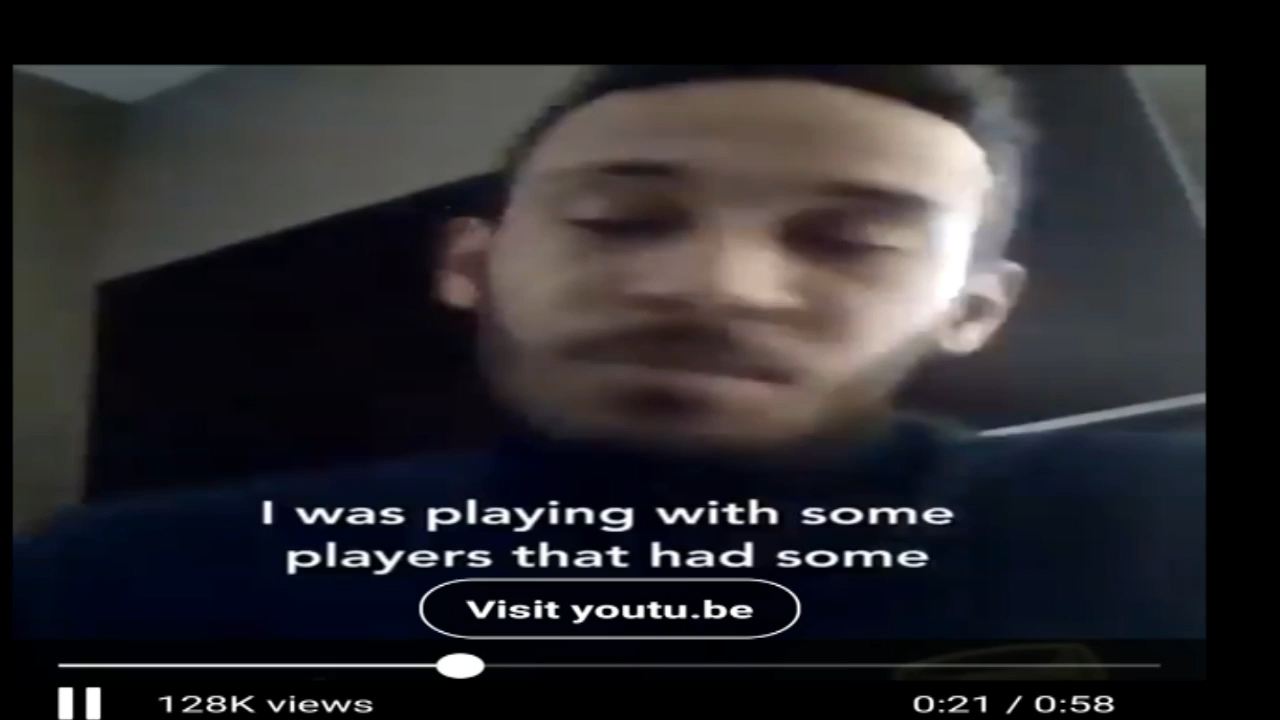 I was playing with some
players that had some
Visit youtu.be
128K views
0:21 / 0:58